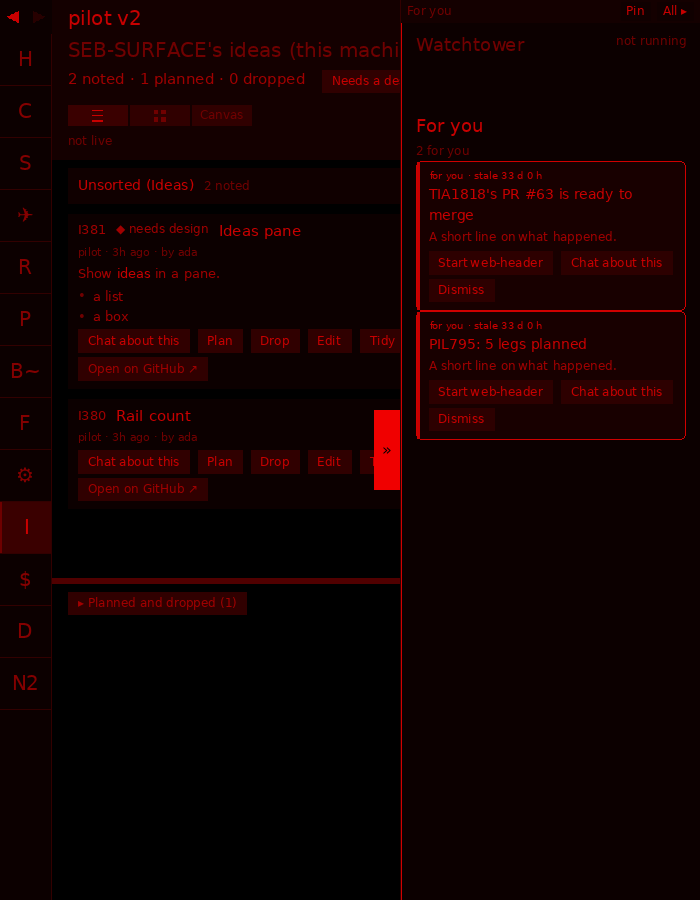 ◀ ▶
H
C
S
✈
R
P
B~
F
⚙
I
$
D
N2
pilot v2
SEB-SURFACE's ideas (this machi
2 noted · 1 planned · 0 dropped Needs a de
☰ Canvas
not live
Unsorted (Ideas) 2 noted
I381 ◆ needs design Ideas pane
pilot · 3h ago · by ada
Show ideas in a pane.
* a list
* a box
Chat about this Plan Drop Edit Tidy
Open on GitHub ↗
I380 Rail count
pilot · 3h ago · by ada
Chat about this Plan Drop Edit T
Open on GitHub ↗
»
▸ Planned and dropped (1)
For you Pin All ▸
Watchtower not running
For you
2 for you
for you · stale 33 d 0 h
TIA1818's PR #63 is ready to
merge
A short line on what happened.
Start web-header Chat about this
Dismiss
for you · stale 33 d 0 h
PIL795: 5 legs planned
A short line on what happened.
Start web-header Chat about this
Dismiss